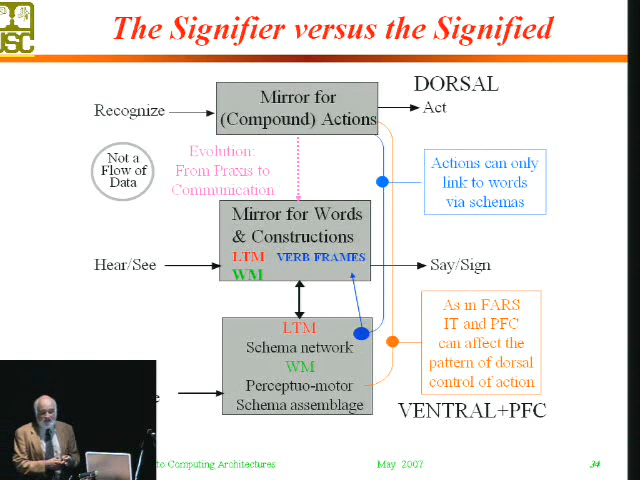 USC
The Signifier versus the Signified
DORSAL
Recognize
Mirror for
(Compound) Actions
Act
Not a
Flow of
Data
Evolution:
From Praxis to
Communication
Actions can only
link to words
via schemas
Mirror for Words
& Constructions
LTM VERB FRAMES
WM
Hear/See
Say/Sign
LTM
Schema network
WM
Perceptuo-motor
Schema assemblage
As in FARS
IT and PFC
can affect the
pattern of dorsal
control of action
VENTRAL+PFC
to Computing Architectures
May 2007
34